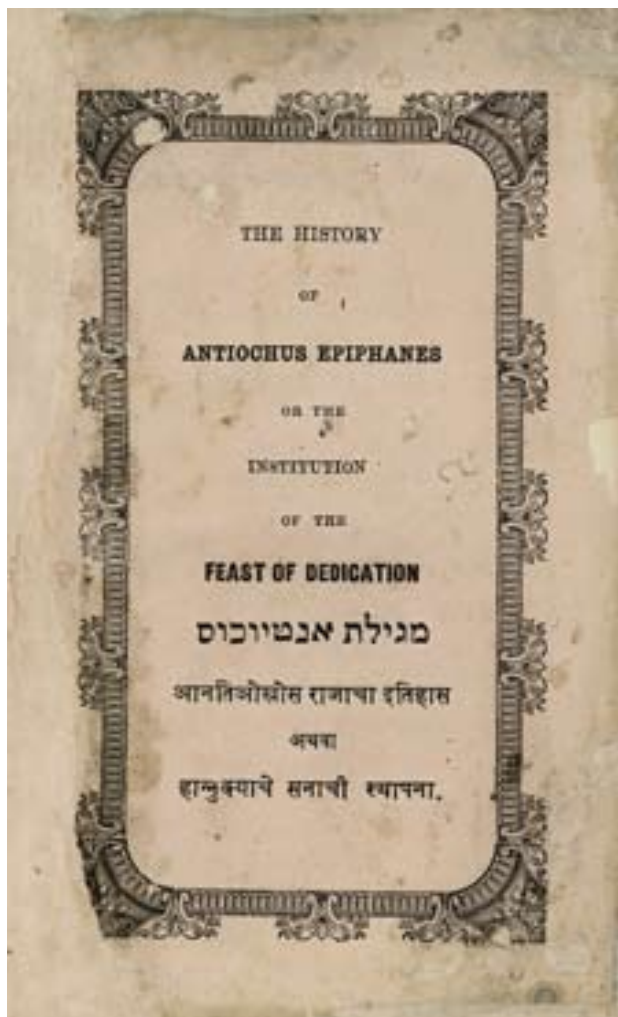 THE HISTORY
OF
ANTIOCHUS EPIPHANES
OR THE
INSTITUTION
OF THE
FEAST OF DEDICATION
מגילת אנטיוכוס
आनतिओखोस राजाचा इतिहास
अथवा
हान्नुक्याचे सनाची स्थापना.